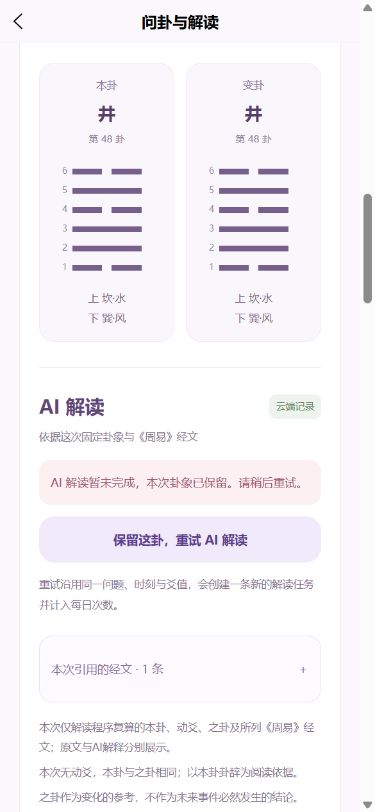 问卦与解读
本卦
井
第 48 卦
6
5
4
3
2
1
上 坎·水
下 巽·风
变卦
井
第 48 卦
6
5
4
3
2
1
上 坎·水
下 巽·风
AI 解读
云端记录
依据这次固定卦象与《周易》经文
AI 解读暂未完成，本次卦象已保留。请稍后重试。
保留这卦，重试 AI 解读
重试沿用同一问题、时刻与爻值，会创建一条新的解读任务
并计入每日次数。
本次引用的经文 · 1 条
+
本次仅解读程序复算的本卦、动爻、之卦及所列《周易》经
文；原文与AI解释分别展示。
本次无动爻，本卦与之卦相同；以本卦卦辞为阅读依据。
之卦作为变化的参考，不作为未来事件必然发生的结论。